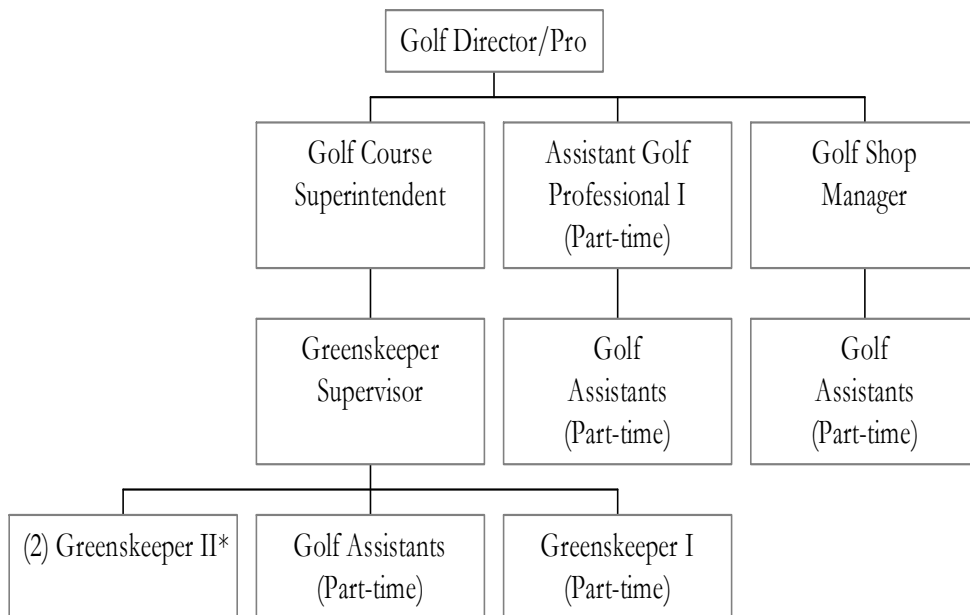 Golf Director/Pro
Golf Course
Superintendent
Assistant Golf
Professional I
(Part-time)
Golf Shop
Manager
Greenskeeper
Supervisor
Golf
Assistants
(Part-time)
Golf
Assistants
(Part-time)
(2) Greenskeeper II*
Golf Assistants
(Part-time)
Greenskeeper I
(Part-time)